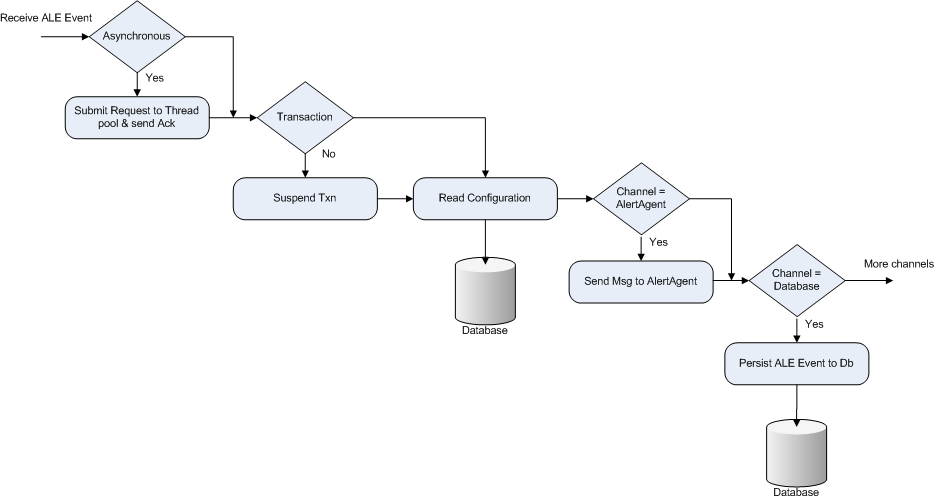 Receive ALE Event
Asynchronous
Yes
Submit Request to Thread
pool & send Ack
Transaction
No
Suspend Txn
Read Configuration
Database
Channel =
AlertAgent
Yes
Send Msg to AlertAgent
Channel =
Database
More channels
Yes
Persist ALE Event to Db
Database